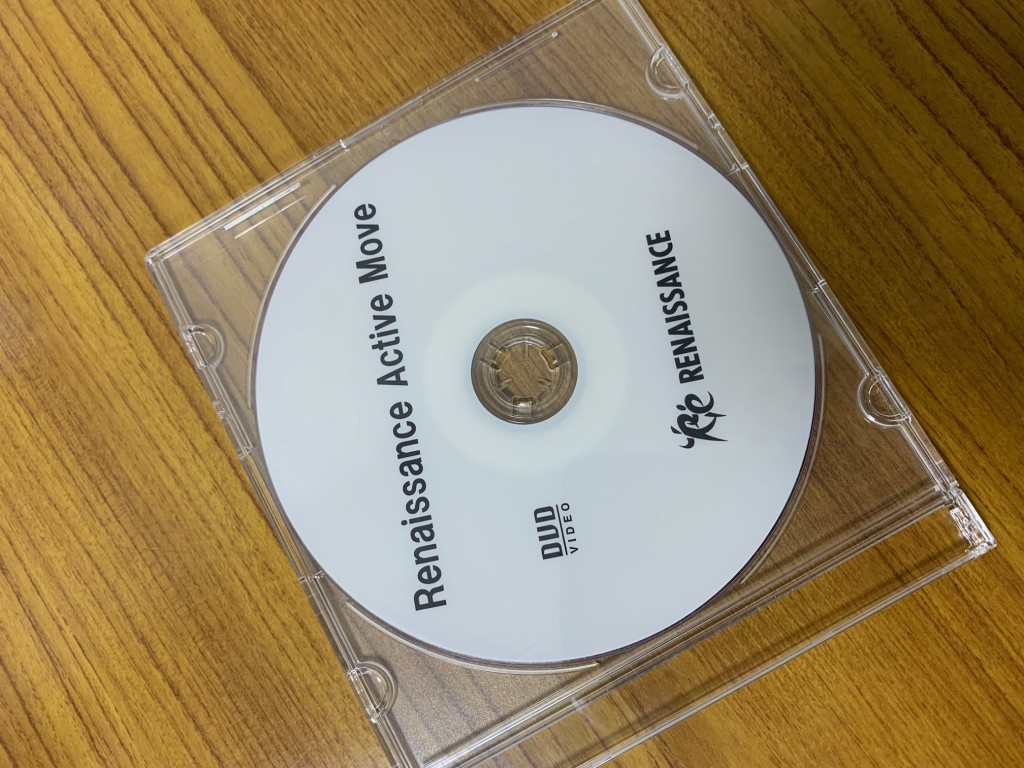 Renaissance Active Move
DVD
VIDEO
RENAISSANCE